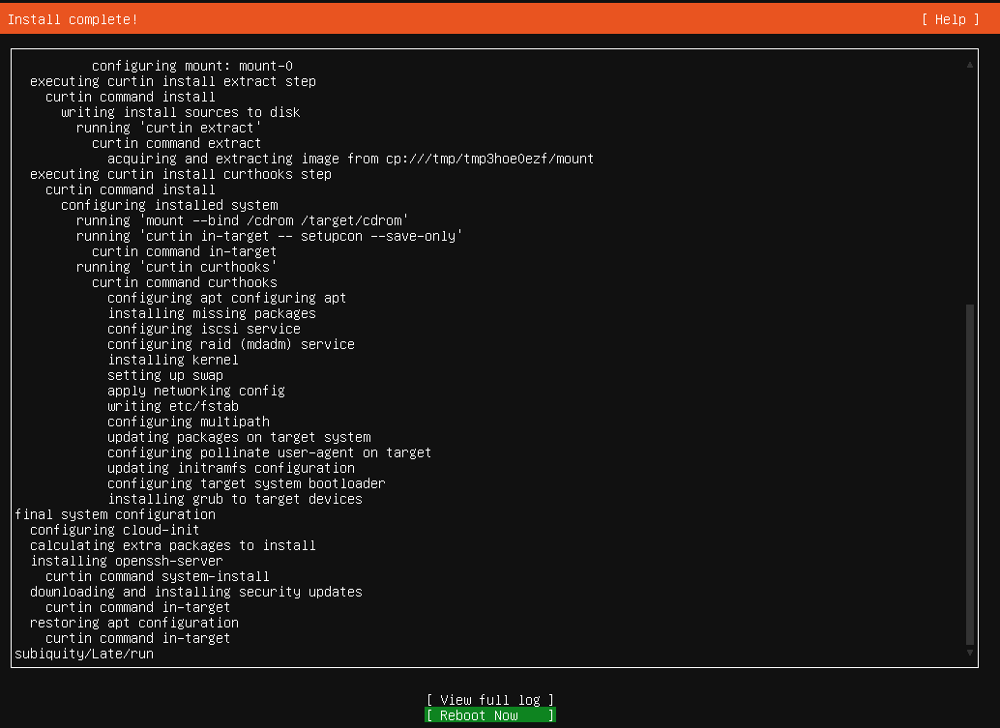 Install complete! [ Help ]
configuring mount: mount-0
executing curtin install extract step
curtin command install
writing install sources to disk
running 'curtin extract'
curtin command extract
acquiring and extracting image from cp:///tmp/tmp3hoe0ezf/mount
executing curtin install curthooks step
curtin command install
configuring installed system
running 'mount --bind /cdrom /target/cdrom'
running 'curtin in-target -- setupcon --save-only'
curtin command in-target
running 'curtin curthooks'
curtin command curthooks
configuring apt configuring apt
installing missing packages
configuring iscsi service
configuring raid (mdadm) service
installing kernel
setting up swap
apply networking config
writing etc/fstab
configuring multipath
updating packages on target system
configuring pollinate user-agent on target
updating initramfs configuration
configuring target system bootloader
installing grub to target devices
final system configuration
configuring cloud-init
calculating extra packages to install
installing openssh-server
curtin command system-install
downloading and installing security updates
curtin command in-target
restoring apt configuration
curtin command in-target
subiquity/Late/run
[ View full log ]
[ Reboot Now ]